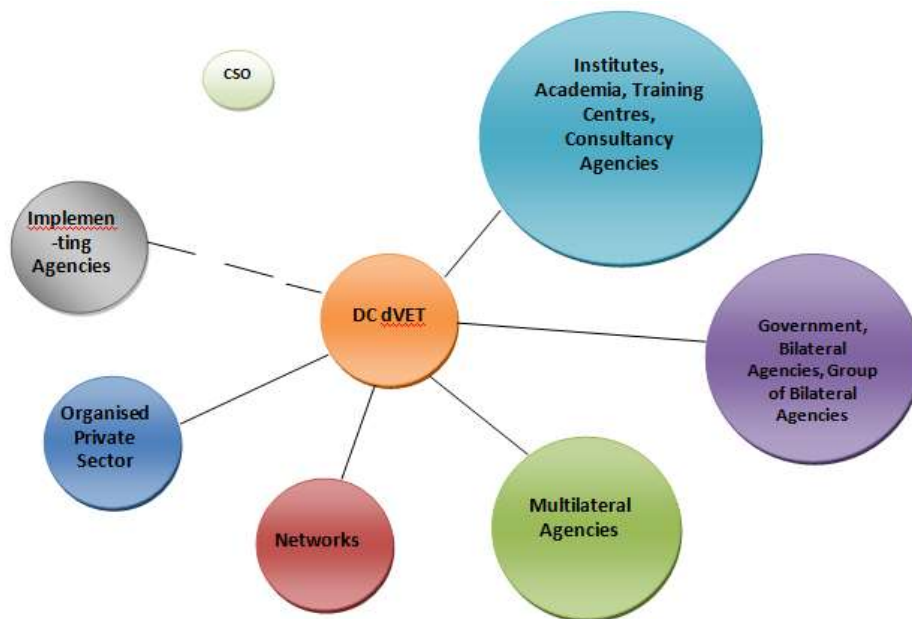 CSO
Institutes,
Academia, Training
Centres,
Consultancy
Agencies
Implemen
-ting
Agencies
DC dVET
Government,
Bilateral
Agencies, Group
of Bilateral
Agencies
Organised
Private
Sector
Multilateral
Agencies
Networks